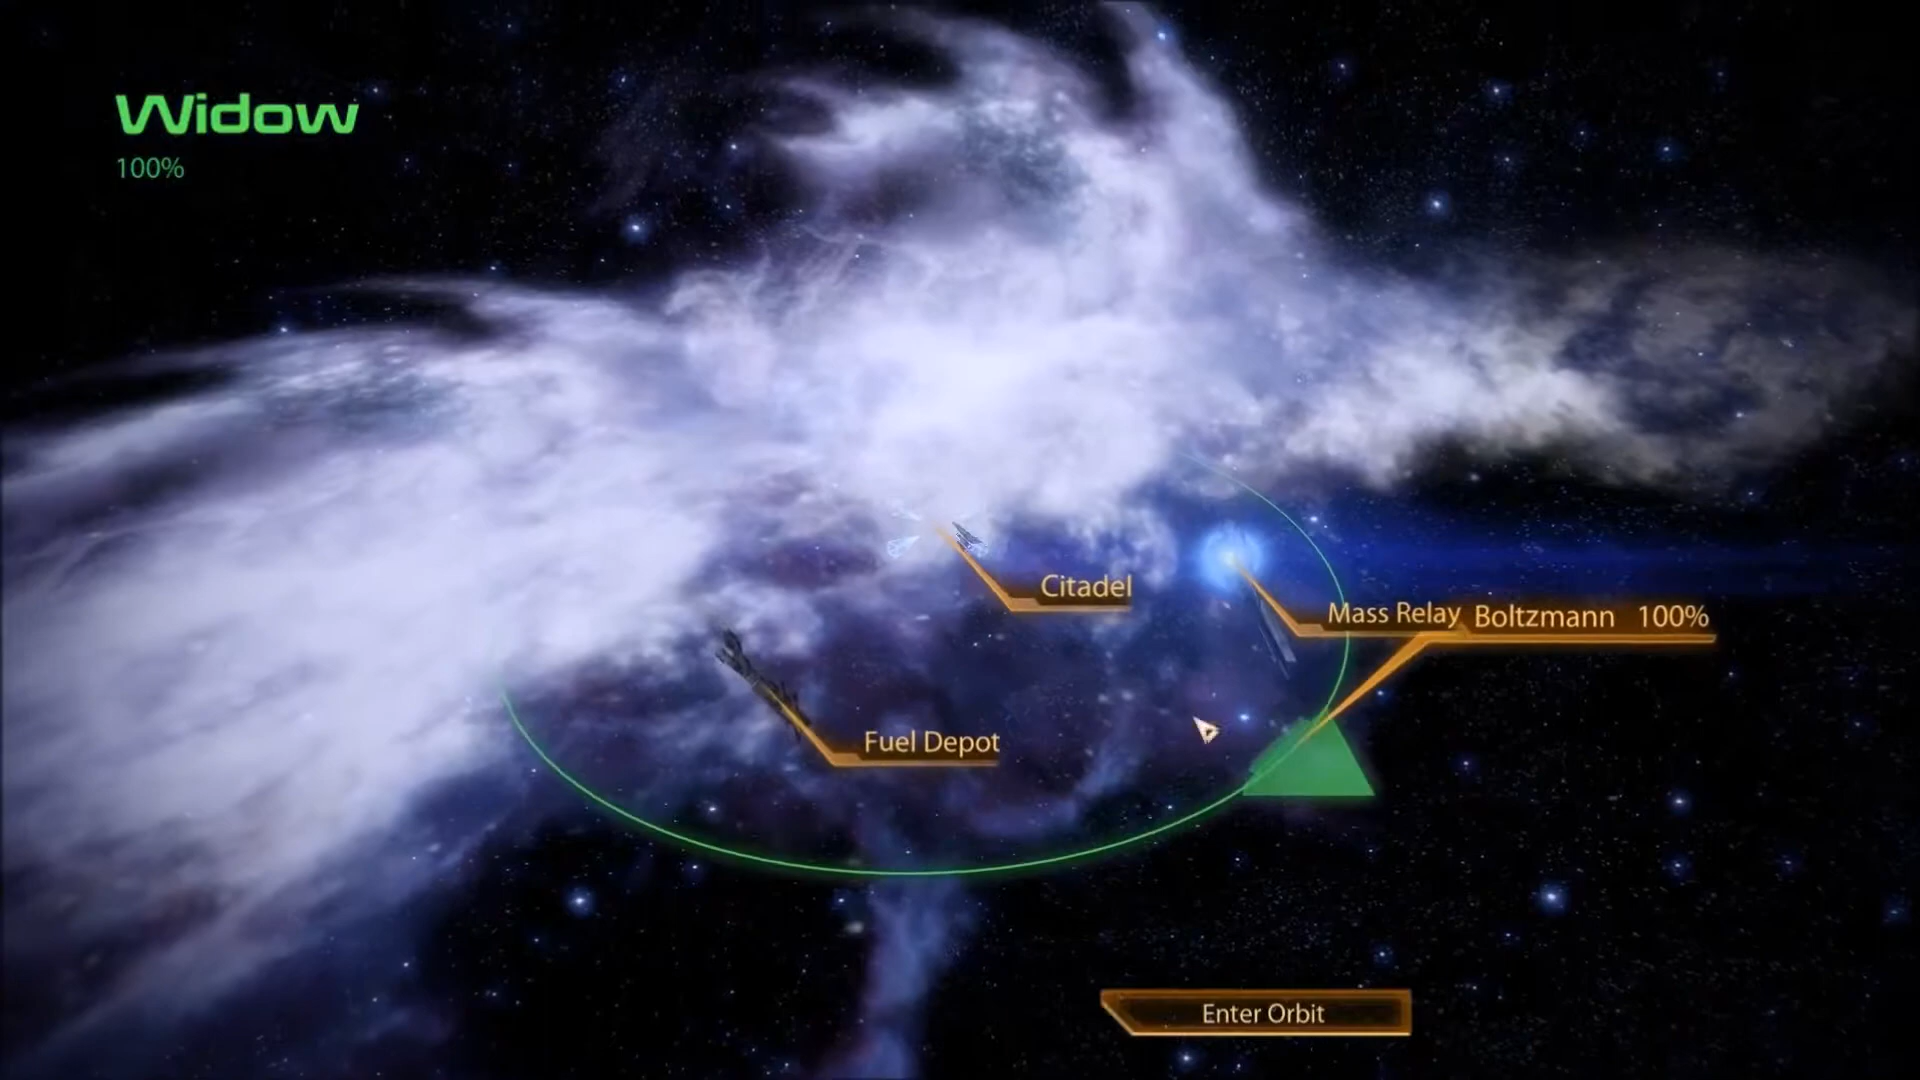 Widow
100%
Citadel
Mass Relay
Boltzmann 100%
Fuel Depot
Enter Orbit